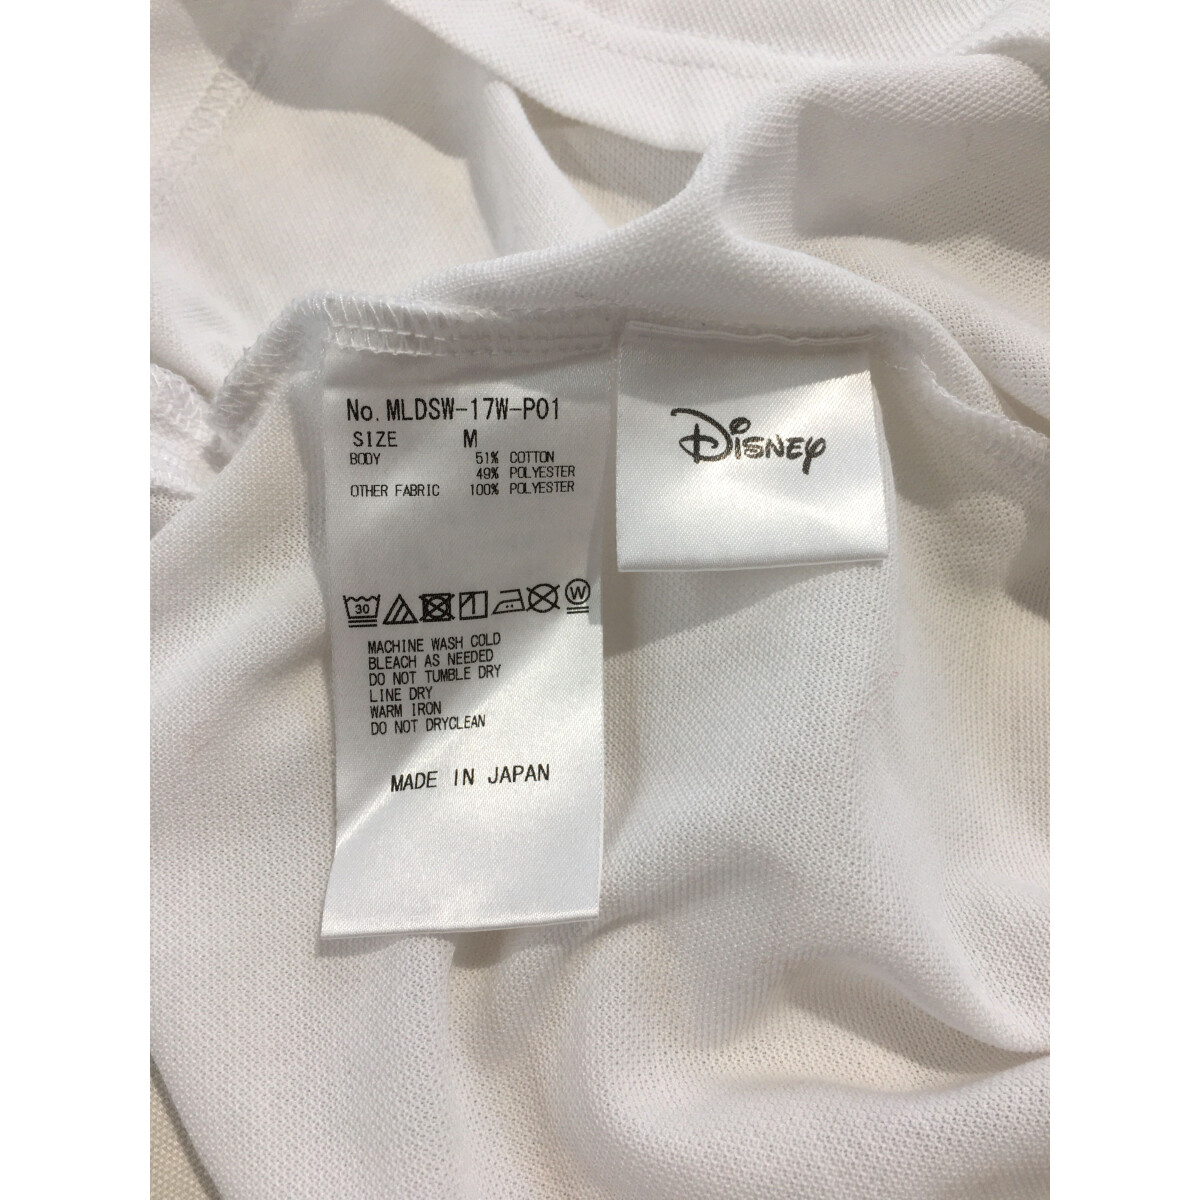 No. MLDSW-17W-P01
SIZE M
BODY 51% COTTON
49% POLYESTER
OTHER FABRIC 100% POLYESTER
30 W
MACHINE WASH COLD
BLEACH AS NEEDED
DO NOT TUMBLE DRY
LINE DRY
WARM IRON
DO NOT DRYCLEAN
MADE IN JAPAN
Disney